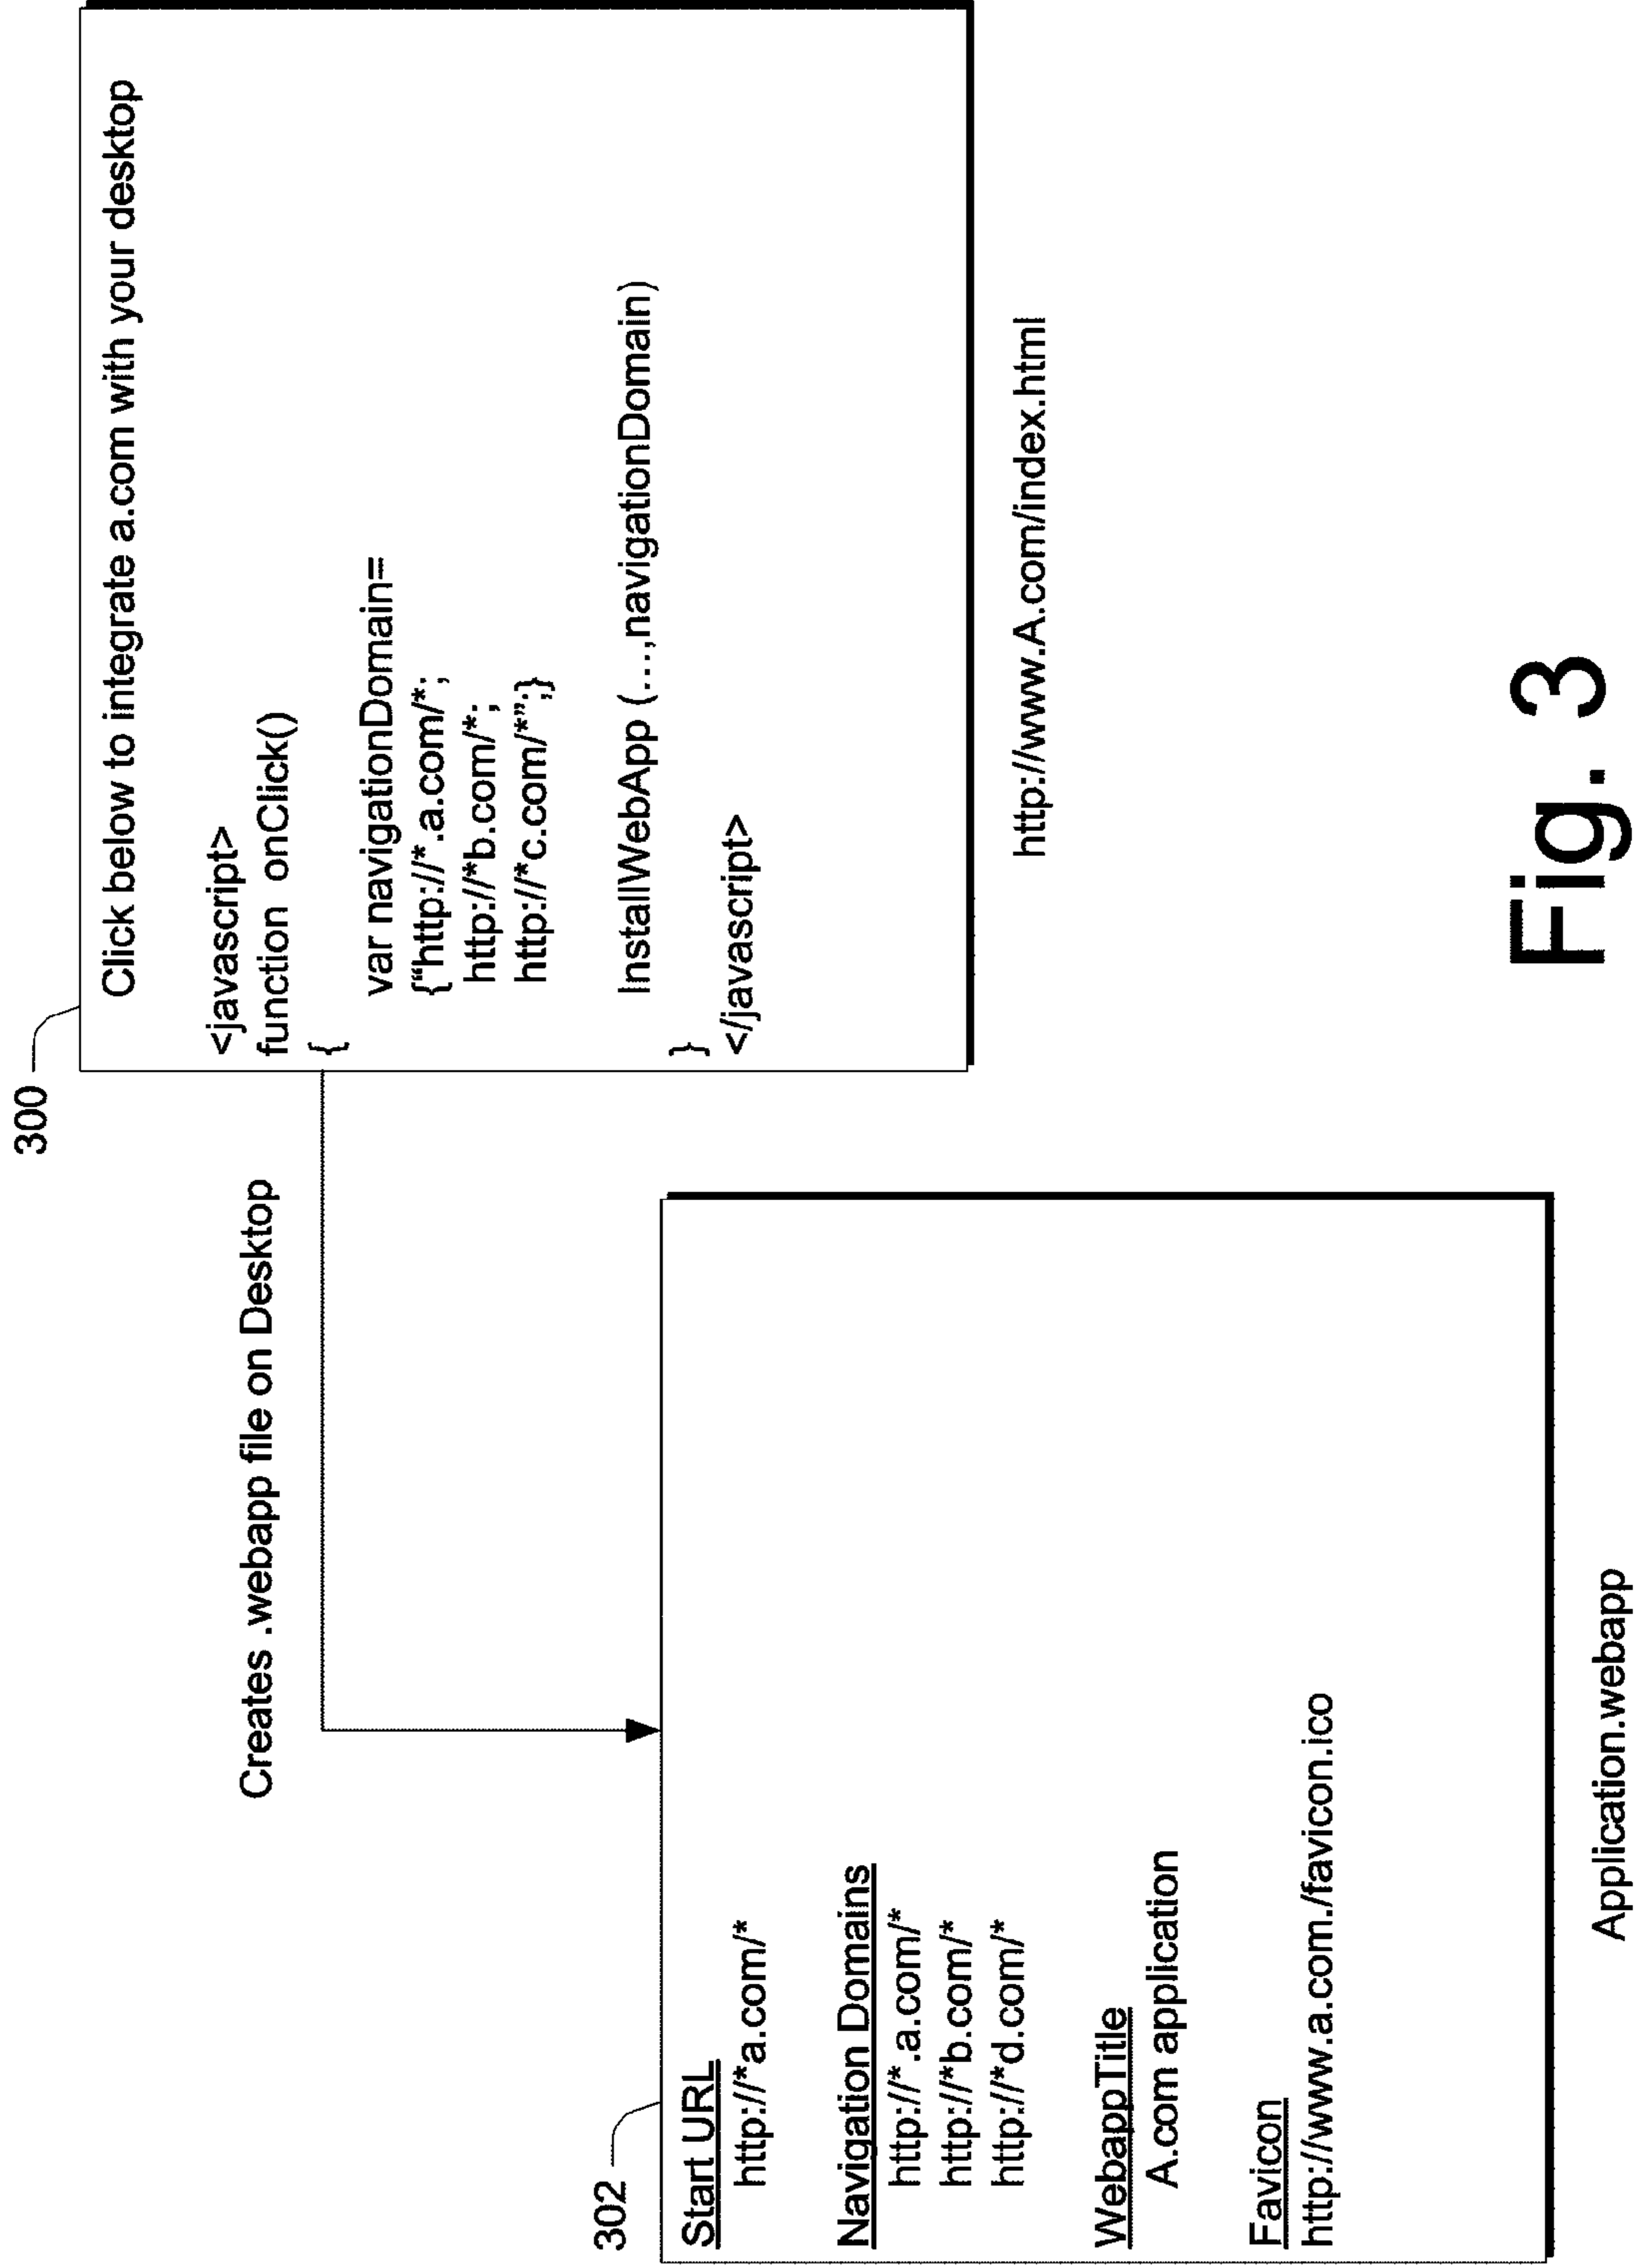 300
Click below to integrate a.com with your desktop
<javascript>
function onClick()
{
var navigationDomain=
{“http://*.a.com/*;
http://*b.com/*;
http://*c.com/*”;}
InstallWebApp (...,navigationDomain)
}
</javascript>
http://www.A.com/index.html
Creates .webapp file on Desktop
302
Start URL
http://*a.com/*
Navigation Domains
http://*.a.com/*
http://*b.com/*
http://*d.com/*
WebappTitle
A.com application
Favicon
http://www.a.com./favicon.ico
Application.webapp
Fig. 3